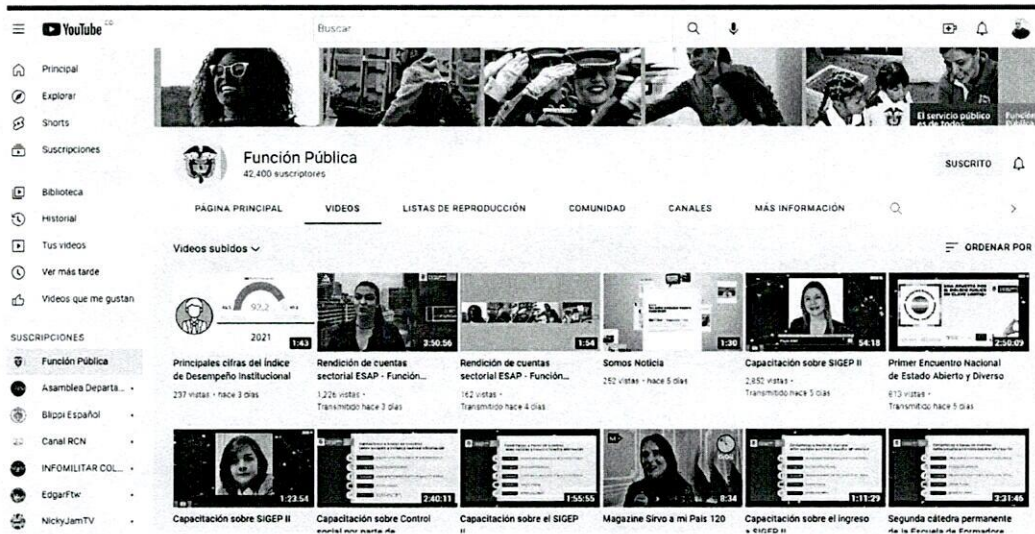 YouTube CO
Buscar
Principal
Explorar
Shorts
Suscripciones
Biblioteca
Historial
Tus videos
Ver más tarde
Videos que me gustan
SUSCRIPCIONES
Función Pública
Asamblea Departa...
Blippi Español
Canal RCN
INFOMILITAR COL...
EdgarFtw
NickyJamTV
El servicio público
es de todos
Función
Pública
Función Pública
42,400 suscriptores
SUSCRITO
PÁGINA PRINCIPAL VIDEOS LISTAS DE REPRODUCCIÓN COMUNIDAD CANALES MÁS INFORMACIÓN
Videos subidos
ORDENAR POR
92,2
2021
1:43
Principales cifras del Índice
de Desempeño Institucional
237 vistas • hace 3 días
3:50:56
Rendición de cuentas
sectorial ESAP - Función...
1,226 vistas •
Transmitido hace 3 días
1:54
Rendición de cuentas
sectorial ESAP - Función...
162 vistas •
Transmitido hace 4 días
1:30
Somos Noticia
252 vistas • hace 5 días
54:18
Capacitación sobre SIGEP II
2,852 vistas •
Transmitido hace 5 días
2:50:09
Primer Encuentro Nacional
de Estado Abierto y Diverso
613 vistas •
Transmitido hace 5 días
1:23:54
Capacitación sobre SIGEP II
2:40:11
Capacitación sobre Control
social por parte de
1:55:55
Capacitación sobre el SIGEP
II
8:34
Magazine Sirvo a mi País 120
1:11:29
Capacitación sobre el ingreso
a SIGEP II
3:31:46
Segunda cátedra permanente
de la Escuela de Formadore